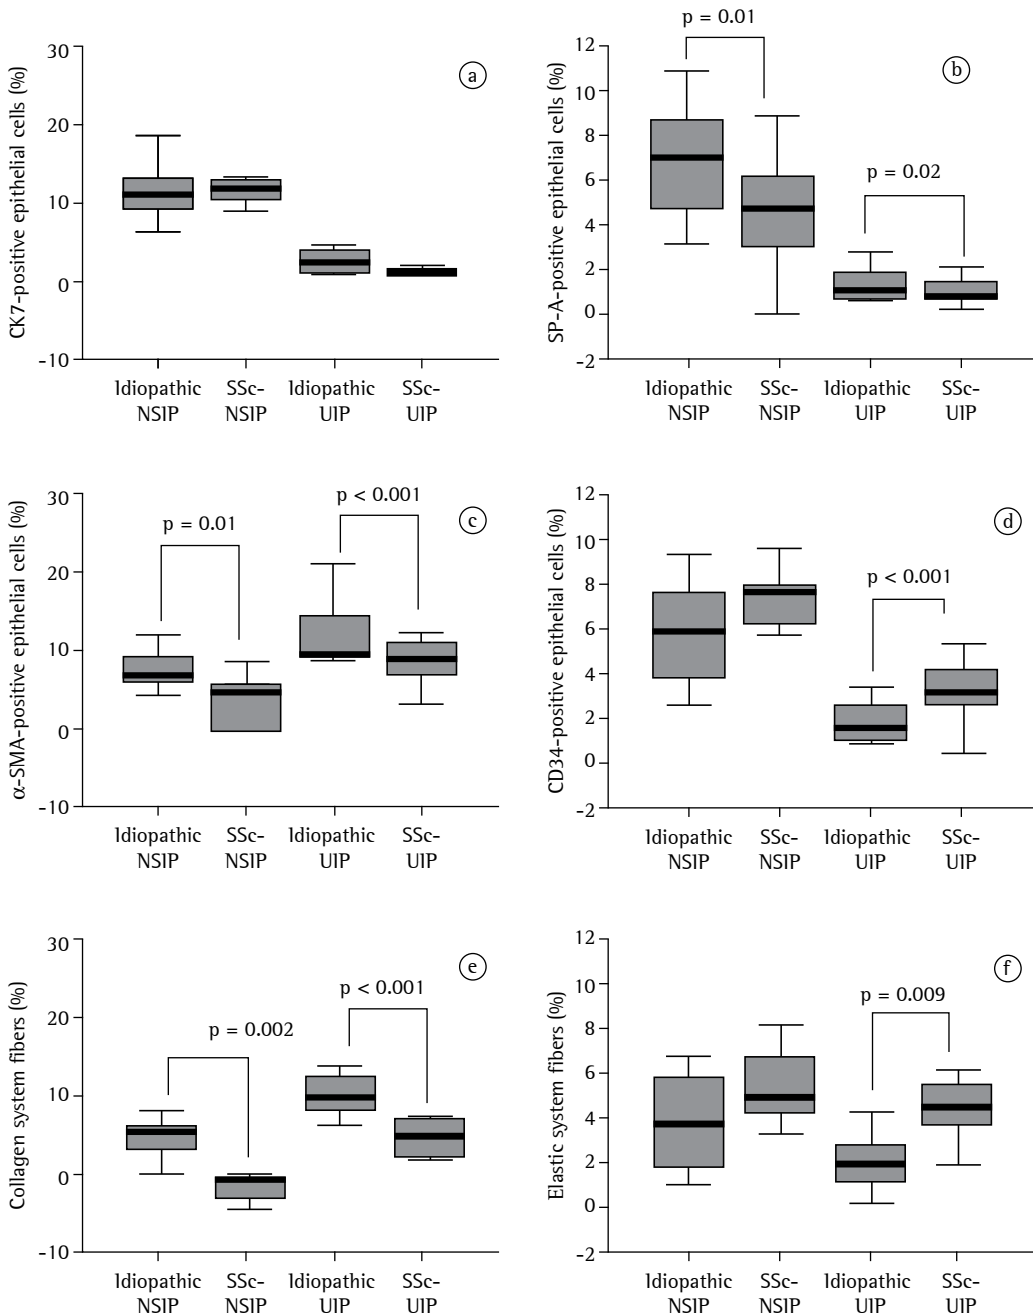 CK7-positive epithelial cells (%)
30
20
10
0
-10
a
Idiopathic
NSIP
SSc-
NSIP
Idiopathic
UIP
SSc-
UIP
SP-A-positive epithelial cells (%)
12
10
8
6
4
2
0
-2
p = 0.01
p = 0.02
b
Idiopathic
NSIP
SSc-
NSIP
Idiopathic
UIP
SSc-
UIP
α-SMA-positive epithelial cells (%)
30
20
10
0
-10
p = 0.01
p < 0.001
c
Idiopathic
NSIP
SSc-
NSIP
Idiopathic
UIP
SSc-
UIP
CD34-positive epithelial cells (%)
12
10
8
6
4
2
0
-2
p < 0.001
d
Idiopathic
NSIP
SSc-
NSIP
Idiopathic
UIP
SSc-
UIP
Collagen system fibers (%)
30
20
10
0
-10
p = 0.002
p < 0.001
e
Idiopathic
NSIP
SSc-
NSIP
Idiopathic
UIP
SSc-
UIP
Elastic system fibers (%)
12
10
8
6
4
2
0
-2
p = 0.009
f
Idiopathic
NSIP
SSc-
NSIP
Idiopathic
UIP
SSc-
UIP